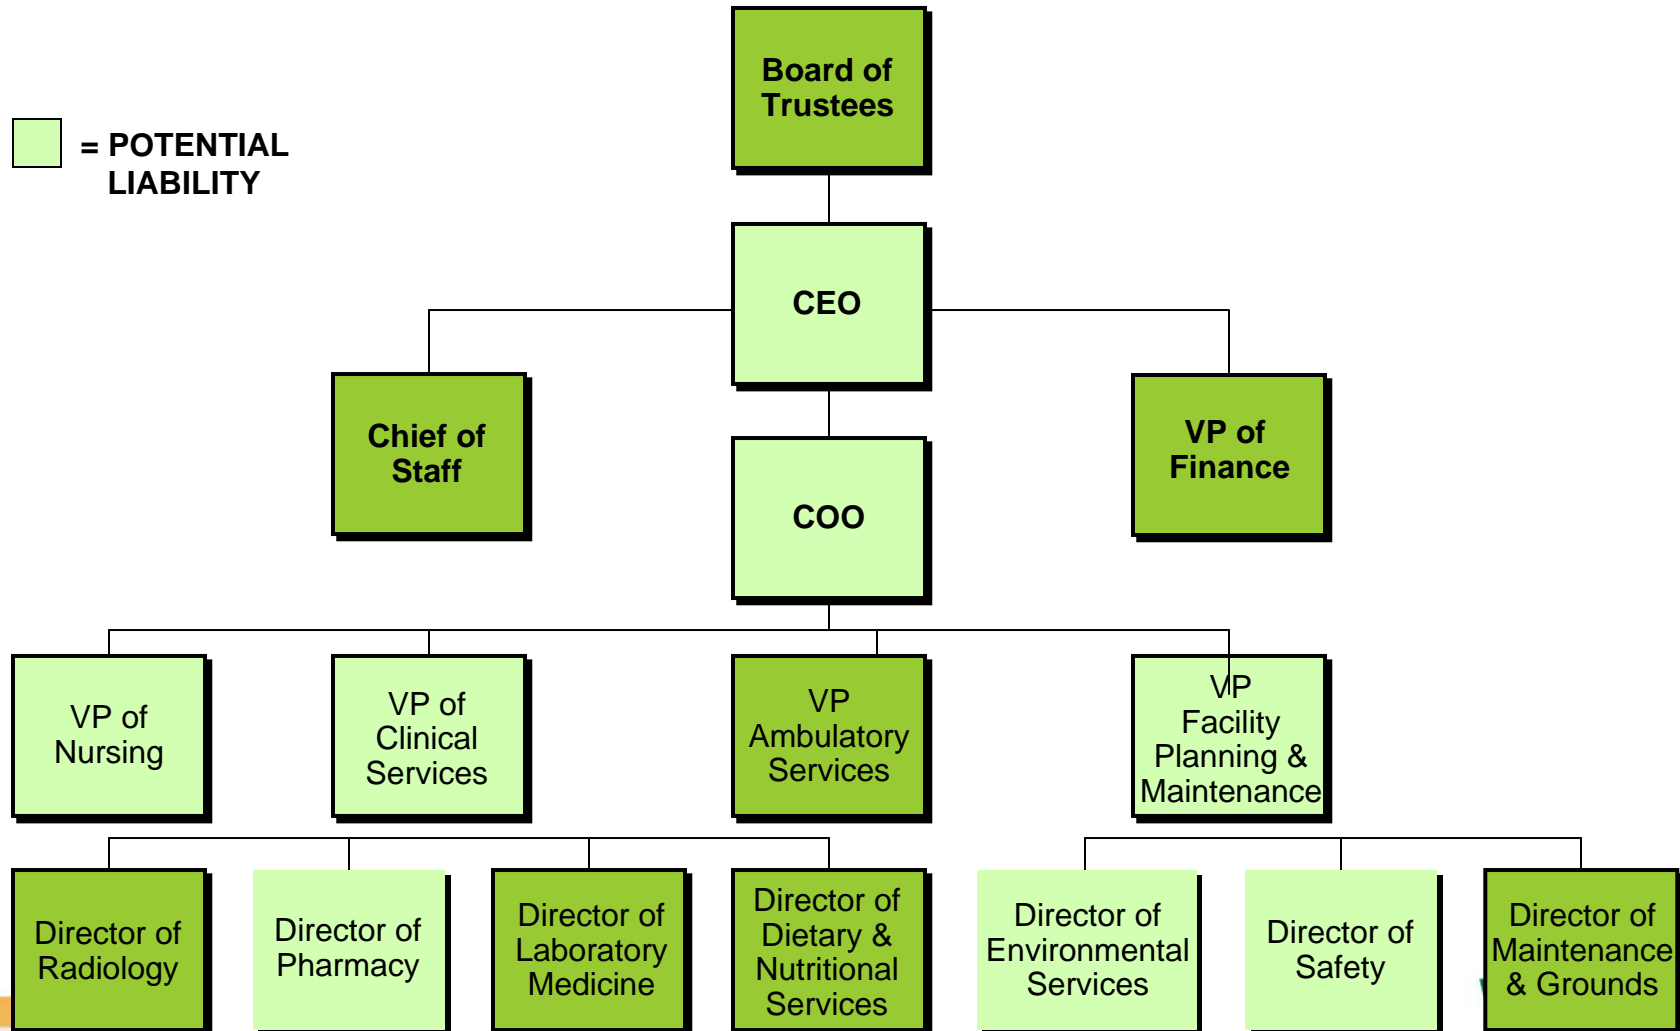 Board of
Trustees
= POTENTIAL
LIABILITY
CEO
Chief of
Staff
VP of
Finance
COO
VP of
Nursing
VP of
Clinical
Services
VP
Ambulatory
Services
VP
Facility
Planning &
Maintenance
Director of
Radiology
Director of
Pharmacy
Director of
Laboratory
Medicine
Director of
Dietary &
Nutritional
Services
Director of
Environmental
Services
Director of
Safety
Director of
Maintenance
& Grounds